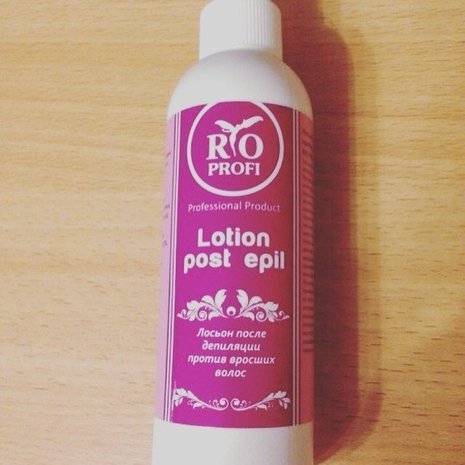 RIO
PROFI
Professional Product
Lotion
post epil
Лосьон после
депиляции
против вросших
волос